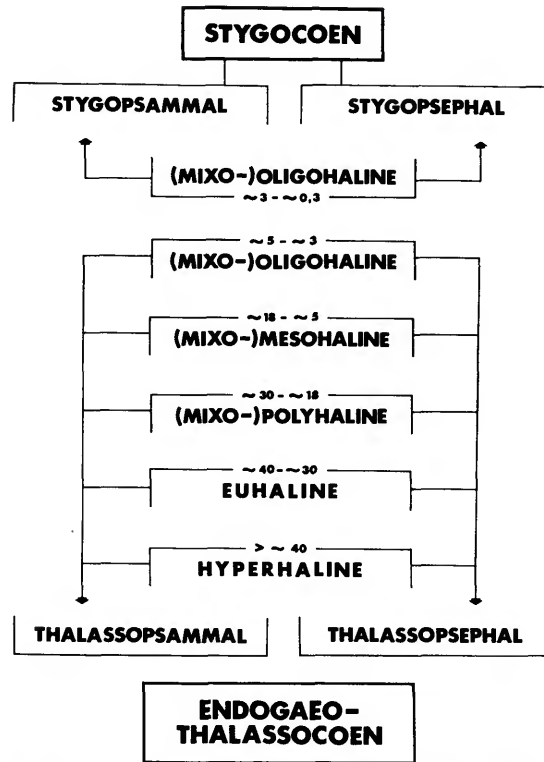 STYGOCOEN
STYGOPSAMMAL STYGOPSEPHAL
(MIXO-)OLIGOHALINE
~3-~0,3
~5-~3
(MIXO-)OLIGOHALINE
~18-~5
(MIXO-)MESOHALINE
~30-~18
(MIXO-)POLYHALINE
~40-~30
EUHALINE
>~40
HYPERHALINE
THALASSOPSAMMAL THALASSOPSEPHAL
ENDOGAEO-
THALASSOCOEN